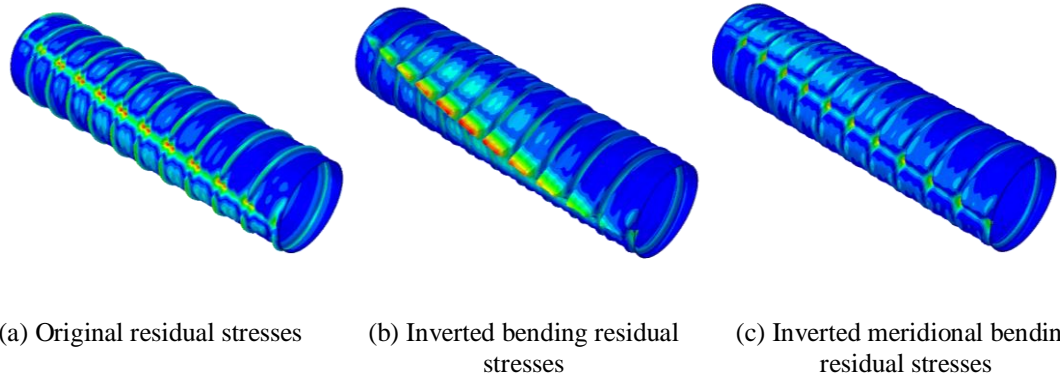 (a) Original residual stresses
(b) Inverted bending residual
stresses
(c) Inverted meridional bendin
residual stresses